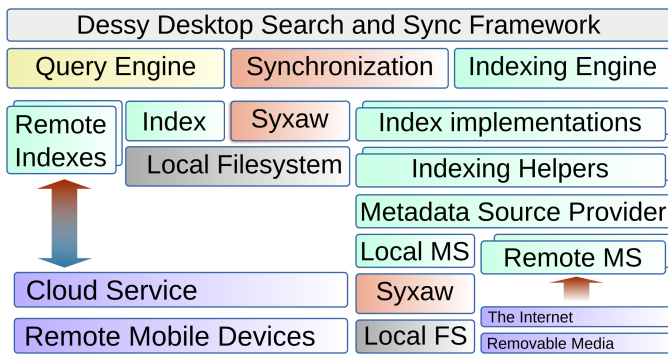 Dessy Desktop Search and Sync Framework
Query Engine
Synchronization
Indexing Engine
Remote
Indexes
Index
Syxaw
Index implementations
Local Filesystem
Indexing Helpers
Metadata Source Provider
Local MS
Remote MS
Cloud Service
Syxaw
The Internet
Remote Mobile Devices
Local FS
Removable Media